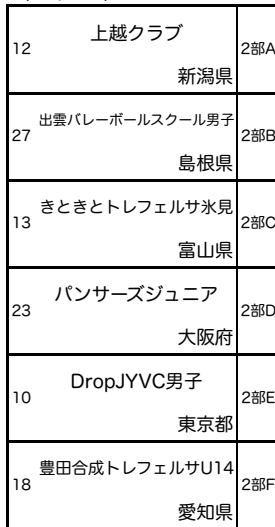 12
上越クラブ
新潟県
2部A
27
出雲バレーボールスクール男子
島根県
2部B
13
きときとトレフェルサ氷見
富山県
2部C
23
パンサーズジュニア
大阪府
2部D
10
DropJYVC男子
東京都
2部E
18
豊田合成トレフェルサU14
愛知県
2部F